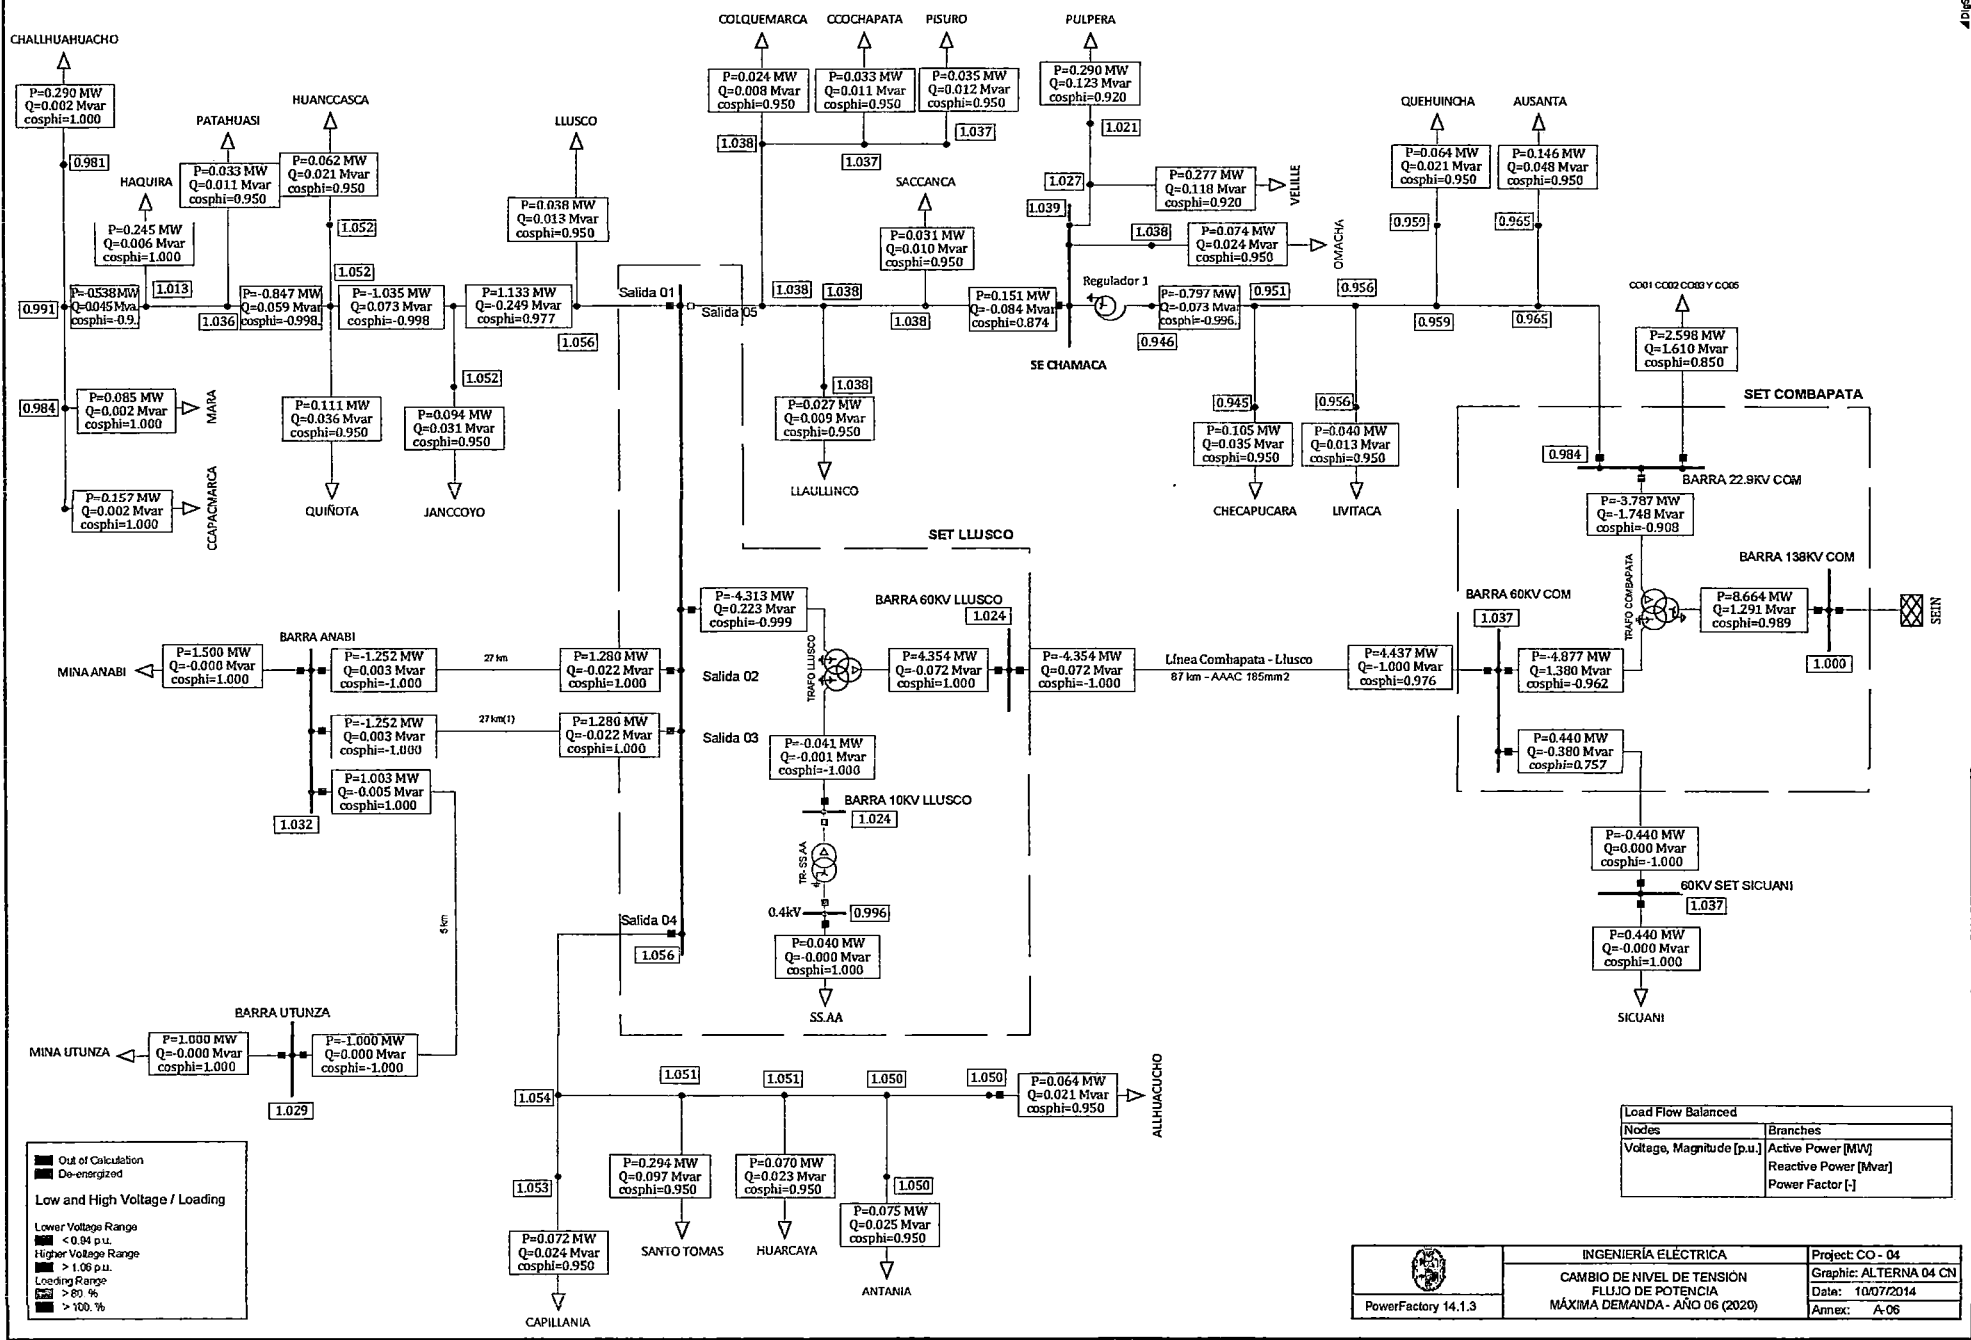 COLQUEMARCA
CCOCHAPATA
PISURO
PULPERA
CHALLHUAHUACHO
P=0.290 MW
Q=0.002 Mvar
cosphi=1.000
0.981
PATAHUASI
P=0.033 MW
Q=0.011 Mvar
cosphi=0.950
HUANCCASCA
P=0.062 MW
Q=0.021 Mvar
cosphi=0.950
1.052
HAQUIRA
P=0.245 MW
Q=0.006 Mvar
cosphi=1.000
LLUSCO
P=0.038 MW
Q=0.013 Mvar
cosphi=0.950
P=0.024 MW
Q=0.008 Mvar
cosphi=0.950
P=0.033 MW
Q=0.011 Mvar
cosphi=0.950
P=0.035 MW
Q=0.012 Mvar
cosphi=0.950
1.038
1.037
1.037
P=0.290 MW
Q=0.123 Mvar
cosphi=0.920
1.021
1.027
P=0.277 MW
Q=0.118 Mvar
cosphi=0.920
VELILLE
1.039
1.038
P=0.074 MW
Q=0.024 Mvar
cosphi=0.950
OMACHA
SACCANCA
P=0.031 MW
Q=0.010 Mvar
cosphi=0.950
QUEHUINCHA
P=0.064 MW
Q=0.021 Mvar
cosphi=0.950
0.959
AUSANTA
P=0.146 MW
Q=0.048 Mvar
cosphi=0.950
0.965
0.991
P=-0.538 MW
Q=0.045 Mva.
cosphi=-0.9.
1.013
1.036
P=-0.847 MW
Q=0.059 Mvar
cosphi=-0.998.
1.052
P=-1.035 MW
Q=0.073 Mvar
cosphi=-0.998
P=1.133 MW
Q=-0.249 Mvar
cosphi=0.977
1.056
Salida 01
Salida 05
1.038
1.038
1.038
P=0.151 MW
Q=-0.084 Mvar
cosphi=0.874
SE CHAMACA
Regulador 1
0.946
P=-0.797 MW
Q=-0.073 Mvar
cosphi=-0.996.
0.951
0.956
0.959
0.965
CO01 CO02 CO03 Y CO05
P=2.598 MW
Q=1.610 Mvar
cosphi=0.850
0.984
P=0.085 MW
Q=0.002 Mvar
cosphi=1.000
MARA
P=0.157 MW
Q=0.002 Mvar
cosphi=1.000
CCAPACMARCA
P=0.111 MW
Q=0.036 Mvar
cosphi=0.950
QUIÑOTA
1.052
P=0.094 MW
Q=0.031 Mvar
cosphi=0.950
JANCCOYO
1.038
P=0.027 MW
Q=0.009 Mvar
cosphi=0.950
LLAULLINCO
0.945
P=0.105 MW
Q=0.035 Mvar
cosphi=0.950
CHECAPUCARA
0.956
P=0.040 MW
Q=0.013 Mvar
cosphi=0.950
LIVITACA
SET COMBAPATA
0.984
BARRA 22.9KV COM
P=-3.787 MW
Q=-1.748 Mvar
cosphi=-0.908
TRAFO COMBAPATA
BARRA 138KV COM
P=8.664 MW
Q=1.291 Mvar
cosphi=0.989
1.000
SEIN
BARRA 60KV COM
1.037
P=-4.877 MW
Q=1.380 Mvar
cosphi=-0.962
P=0.440 MW
Q=-0.380 Mvar
cosphi=0.757
SET LLUSCO
P=-4.313 MW
Q=0.223 Mvar
cosphi=-0.999
TRAFO LLUSCO
BARRA 60KV LLUSCO
1.024
P=4.354 MW
Q=-0.072 Mvar
cosphi=1.000
P=-4.354 MW
Q=0.072 Mvar
cosphi=-1.000
Línea Combapata - Llusco
87 km - AAAC 185mm2
P=4.437 MW
Q=-1.000 Mvar
cosphi=0.976
MINA ANABI
P=1.500 MW
Q=-0.000 Mvar
cosphi=1.000
BARRA ANABI
P=-1.252 MW
Q=0.003 Mvar
cosphi=-1.000
27 km
P=1.280 MW
Q=-0.022 Mvar
cosphi=1.000
Salida 02
P=-1.252 MW
Q=0.003 Mvar
cosphi=-1.000
27 km(1)
P=1.280 MW
Q=-0.022 Mvar
cosphi=1.000
Salida 03
P=1.003 MW
Q=-0.005 Mvar
cosphi=1.000
1.032
5 km
P=-0.041 MW
Q=-0.001 Mvar
cosphi=-1.000
BARRA 10KV LLUSCO
1.024
TR-SS.AA
0.4kV
0.996
P=0.040 MW
Q=-0.000 Mvar
cosphi=1.000
SS.AA
Salida 04
1.056
P=-0.440 MW
Q=0.000 Mvar
cosphi=-1.000
60KV SET SICUANI
1.037
P=0.440 MW
Q=-0.000 Mvar
cosphi=1.000
SICUANI
BARRA UTUNZA
MINA UTUNZA
P=1.000 MW
Q=-0.000 Mvar
cosphi=1.000
P=-1.000 MW
Q=0.000 Mvar
cosphi=-1.000
1.029
1.054
1.051
1.051
1.050
1.050
P=0.064 MW
Q=0.021 Mvar
cosphi=0.950
ALLHUACUCHO
1.053
P=0.072 MW
Q=0.024 Mvar
cosphi=0.950
CAPILLANIA
P=0.294 MW
Q=0.097 Mvar
cosphi=0.950
SANTO TOMAS
P=0.070 MW
Q=0.023 Mvar
cosphi=0.950
HUARCAYA
1.050
P=0.075 MW
Q=0.025 Mvar
cosphi=0.950
ANTANIA
Out of Calculation
De-energized
Low and High Voltage / Loading
Lower Voltage Range
< 0.94 p.u.
Higher Voltage Range
> 1.06 p.u.
Loading Range
> 80. %
> 100. %
Load Flow Balanced
Nodes
Branches
Voltage, Magnitude [p.u.]
Active Power [MW]
Reactive Power [Mvar]
Power Factor [-]
PowerFactory 14.1.3
INGENIERÍA ELÉCTRICA
CAMBIO DE NIVEL DE TENSIÓN
FLUJO DE POTENCIA
MÁXIMA DEMANDA - AÑO 06 (2020)
Project: CO - 04
Graphic: ALTERNA 04 CN
Date: 10/07/2014
Annex: A-06